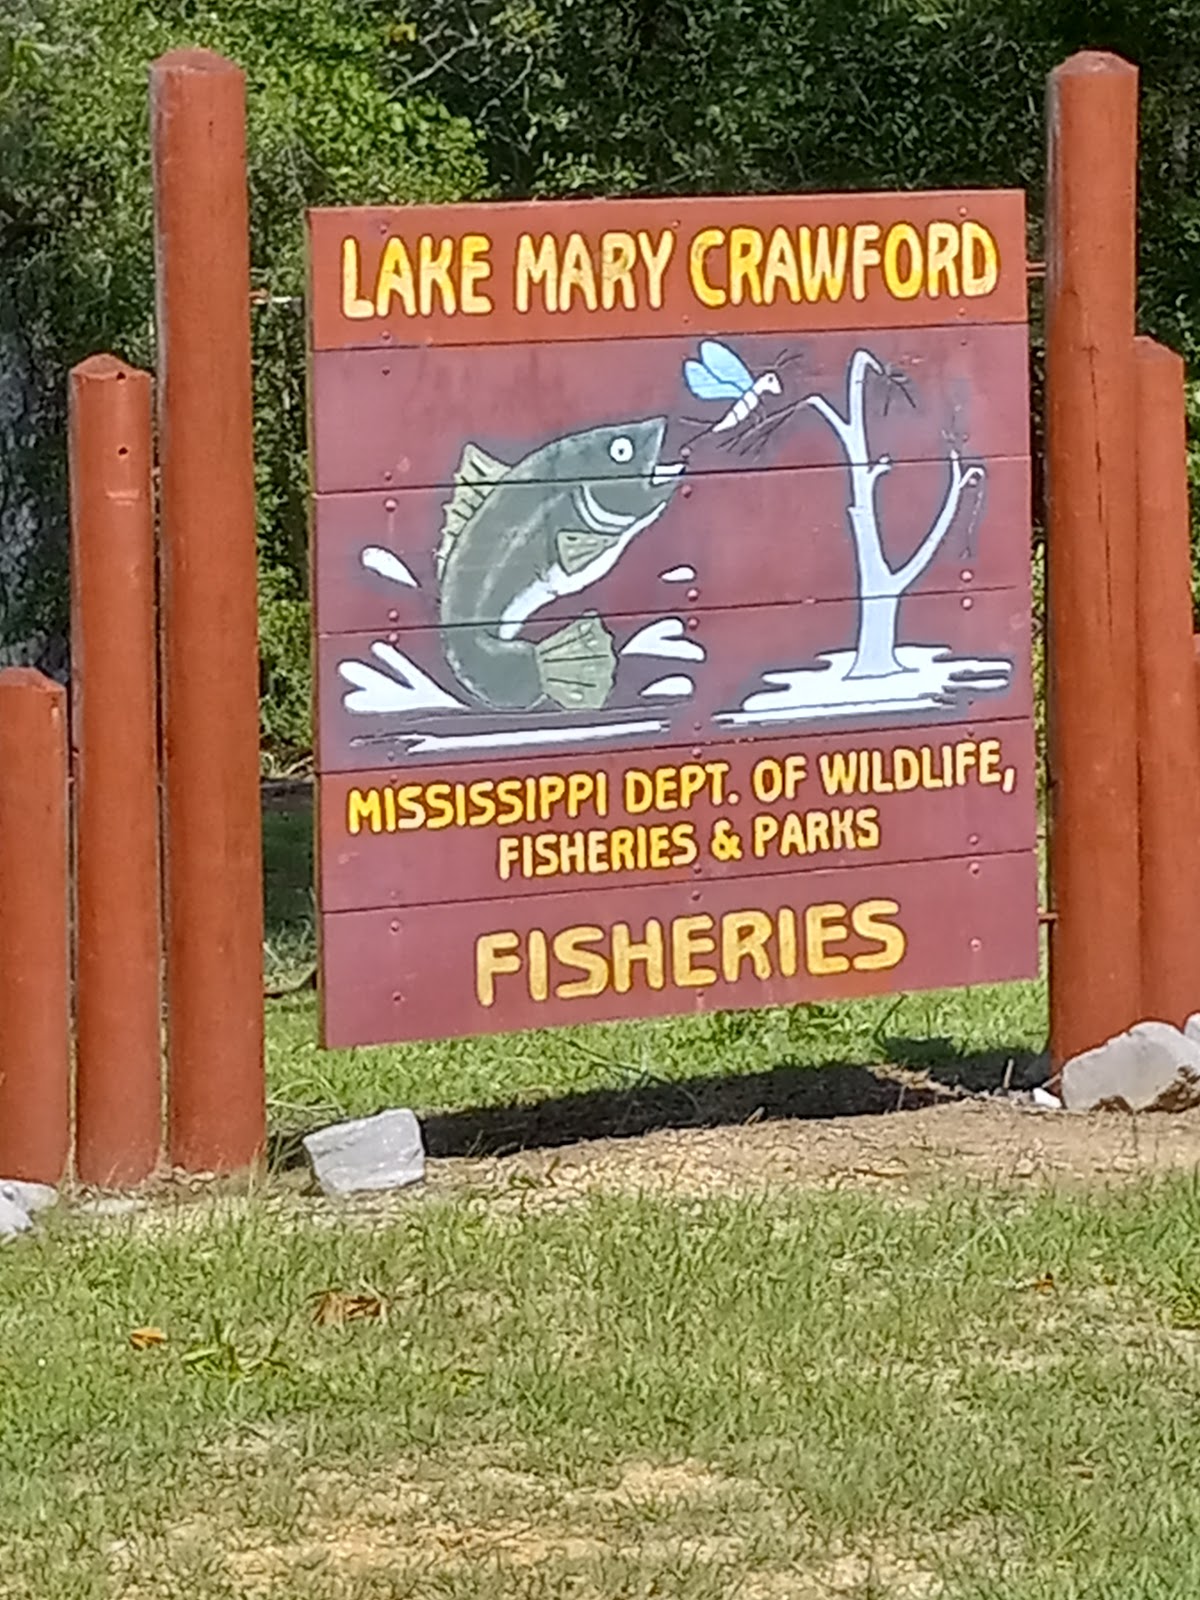 LAKE MARY CRAWFORD
MISSISSIPPI DEPT. OF WILDLIFE,
FISHERIES & PARKS
FISHERIES